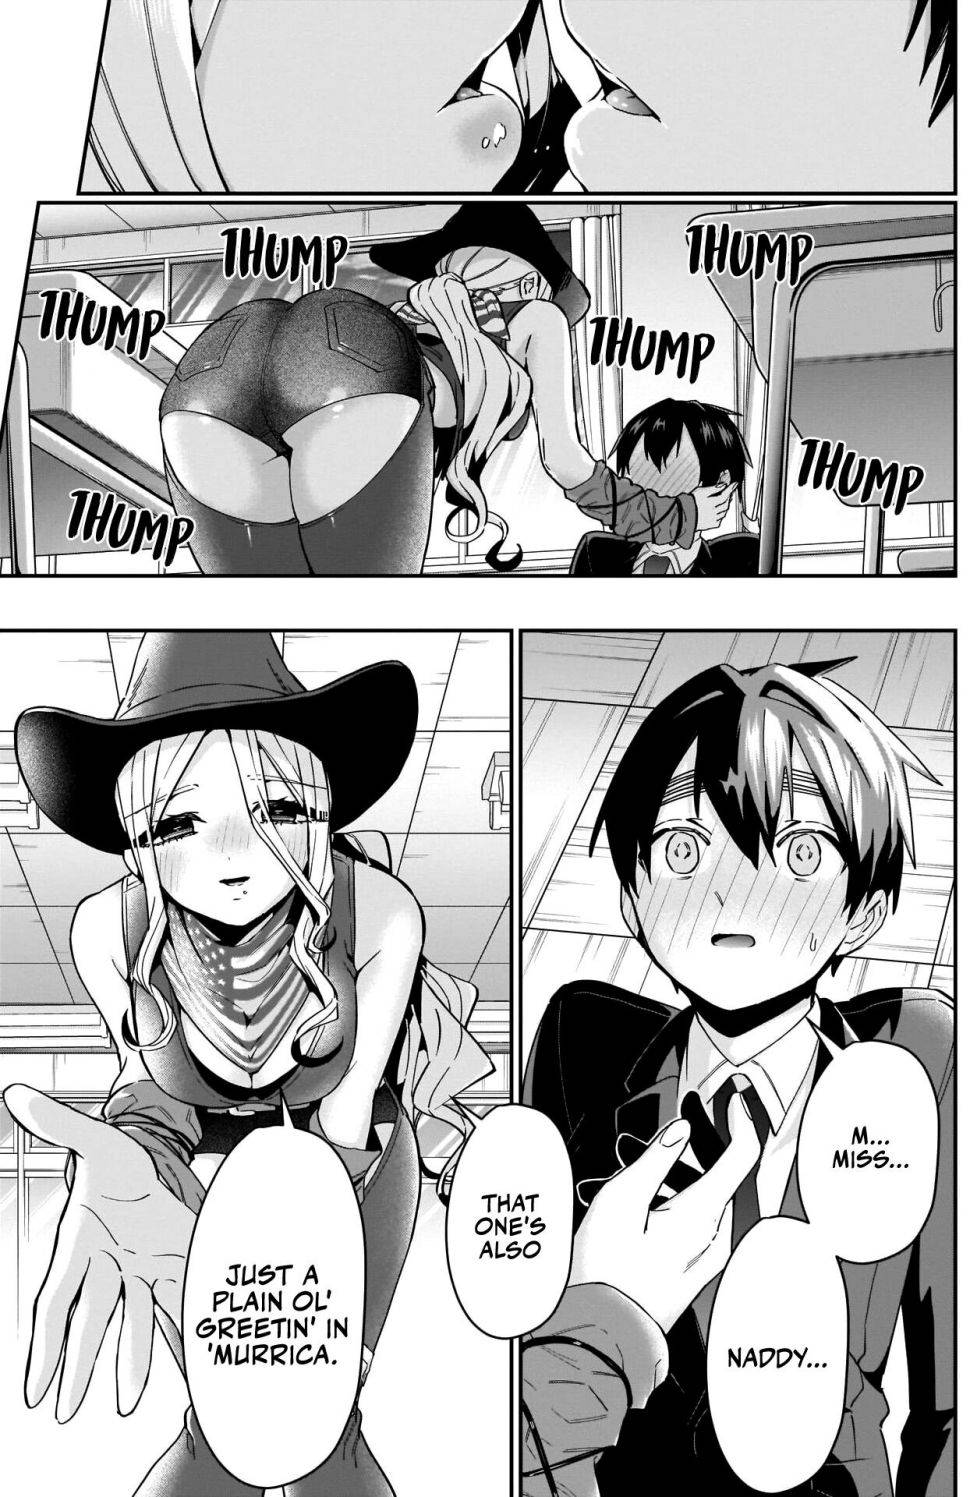 THUMP
THUMP
THUMP
THUMP
THUMP
THUMP
M...
MISS...
NADDY...
THAT
ONE'S
ALSO
JUST A
PLAIN OL'
GREETIN' IN
'MURRICA.